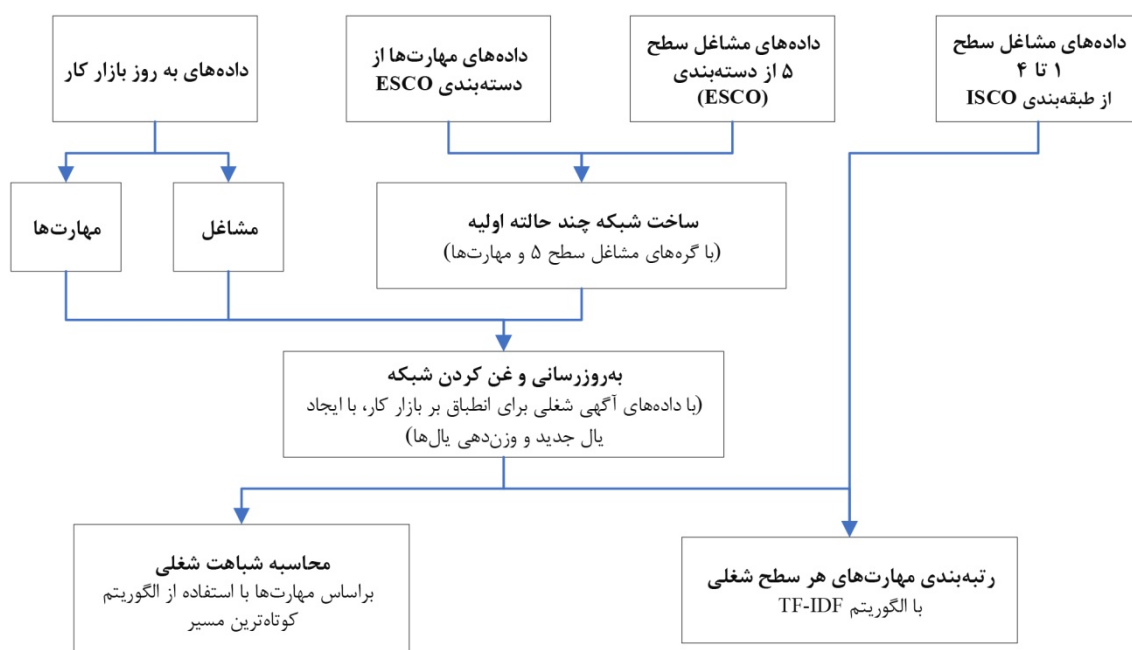 داده‌های مشاغل سطح
۱ تا ۴
از طبقه‌بندی ISCO
داده‌های مشاغل سطح
۵ از دسته‌بندی
(ESCO)
داده‌های مهارت‌ها از
دسته‌بندی ESCO
داده‌های به روز بازار کار
ساخت شبکه چند حالته اولیه
(با گره‌های مشاغل سطح ۵ و مهارت‌ها)
مشاغل
مهارت‌ها
به‌روزرسانی و غن کردن شبکه
(با داده‌های آگهی شغلی برای انطباق بر بازار کار، با ایجاد
یال جدید و وزن‌دهی یال‌ها)
رتبه‌بندی مهارت‌های هر سطح شغلی
با الگوریتم TF-IDF
محاسبه شباهت شغلی
براساس مهارت‌ها با استفاده از الگوریتم
کوتاه‌ترین مسیر